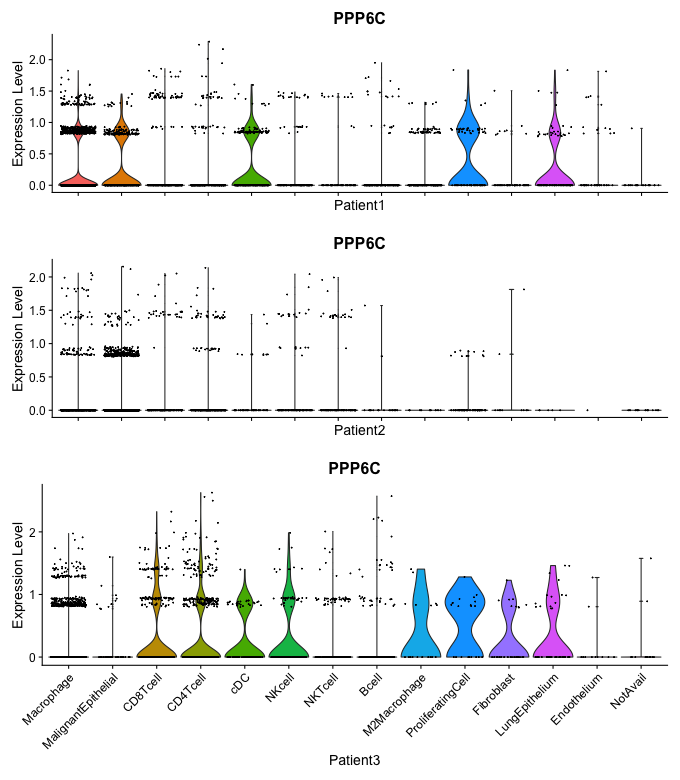 PPP6C
Expression Level
2.0
1.5
1.0
0.5
0.0
Patient1
PPP6C
Expression Level
2.0
1.5
1.0
0.5
0.0
Patient2
PPP6C
Expression Level
2
1
0
Macrophage
MalignantEpithelial
CD8Tcell
CD4Tcell
cDC
NKcell
NKTcell
Bcell
M2Macrophage
ProliferatingCell
Fibroblast
LungEpithelium
Endothelium
NotAvail
Patient3